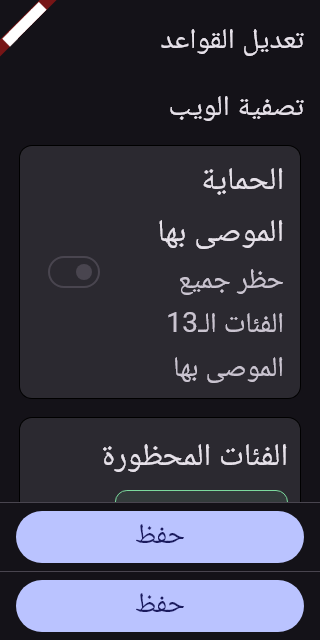 تعديل القواعد
تصفية الويب
الحماية
الموصى بها
حظر جميع
الفئات الـ13
الموصى بها
الفئات المحظورة
حفظ
حفظ